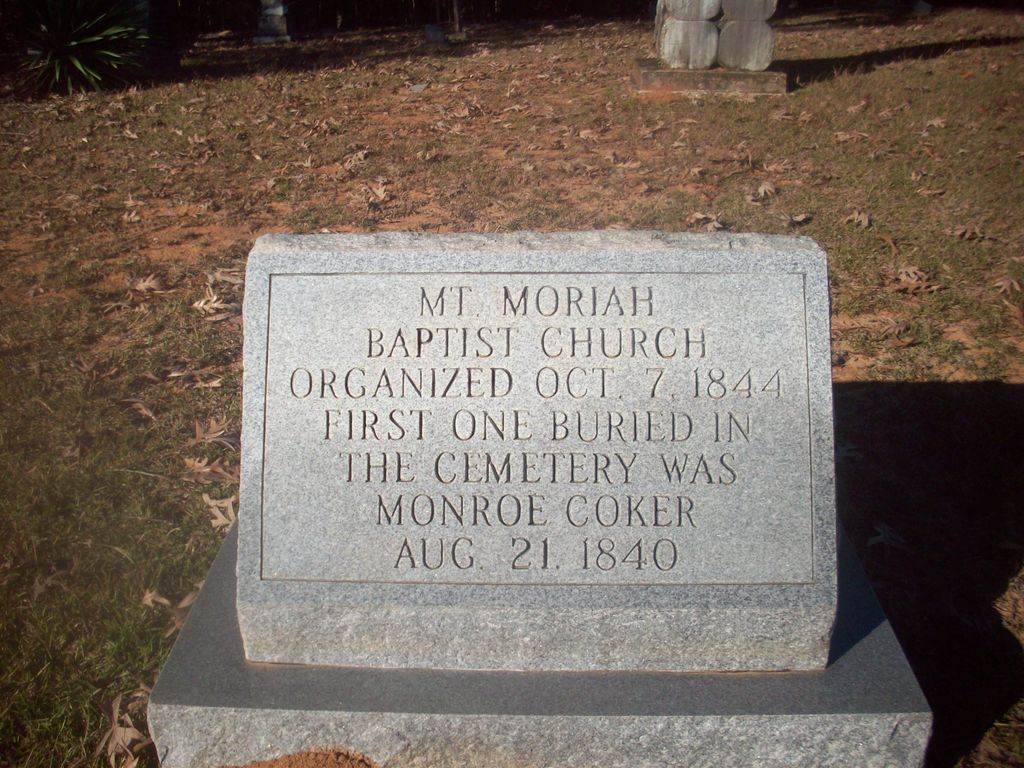 MT. MORIAH
BAPTIST CHURCH
ORGANIZED OCT. 7, 1844
FIRST ONE BURIED IN
THE CEMETERY WAS
MONROE COKER
AUG. 21. 1840